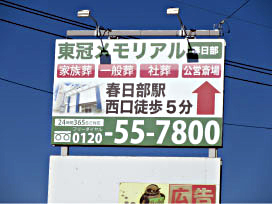 東冠メモリアル 春日部
家族葬 一般葬 社葬 公営斎場
春日部駅
西口徒歩5分
24時間365日対応
フリーダイヤル
0120-55-7800
広告